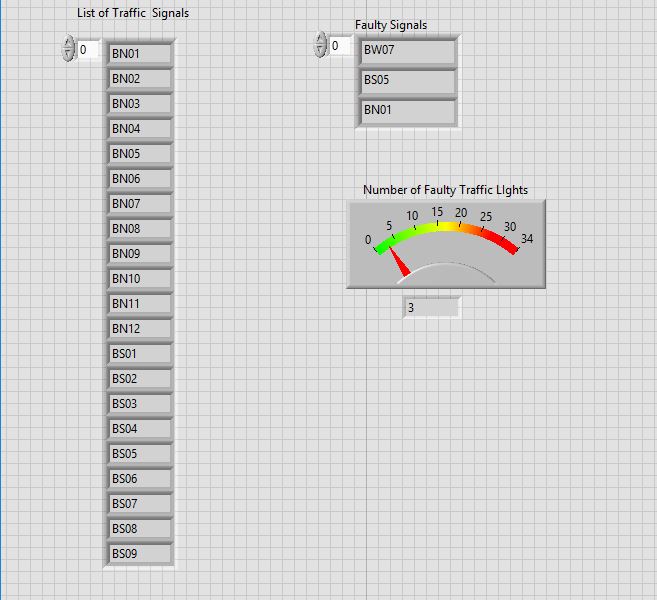 List of Traffic Signals
0
BN01
BN02
BN03
BN04
BN05
BN06
BN07
BN08
BN09
BN10
BN11
BN12
BS01
BS02
BS03
BS04
BS05
BS06
BS07
BS08
BS09
Faulty Signals
0
BW07
BS05
BN01
Number of Faulty Traffic LIghts
0 5 10 15 20 25 30 34
3